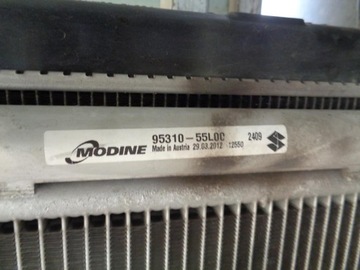 MODINE
95310-55L00
Made in Austria 29.03.2012 12550
2409